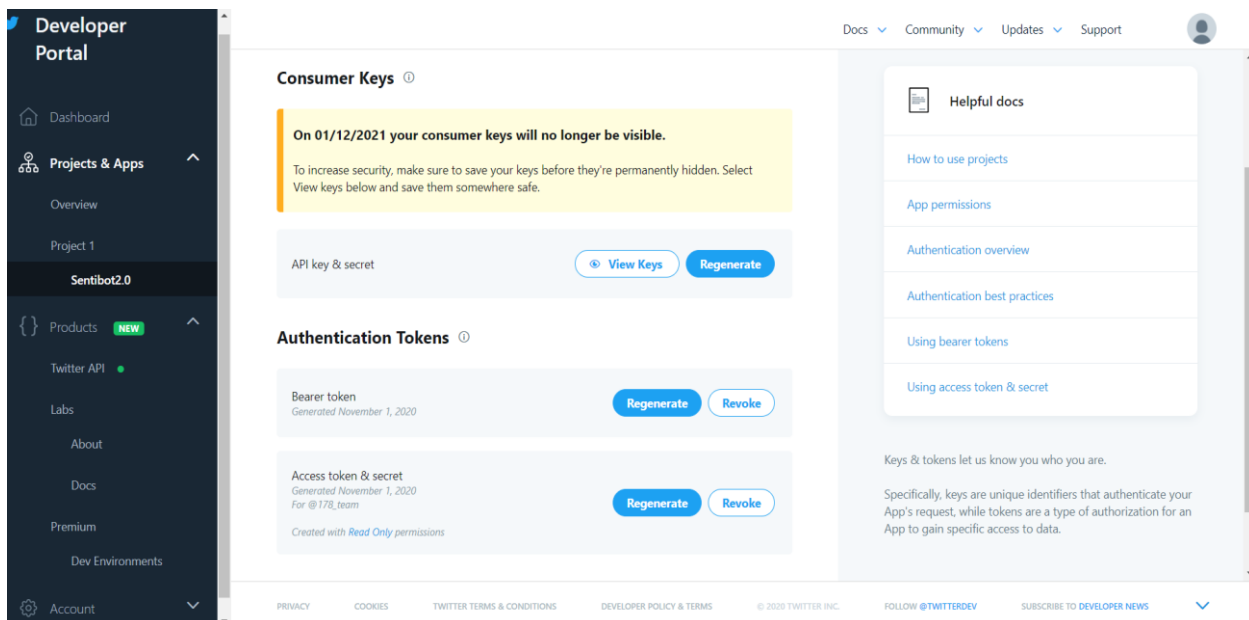 Developer
Portal
Dashboard
Projects & Apps
Overview
Project 1
Sentibot2.0
{ } Products NEW
Twitter API
Labs
About
Docs
Premium
Dev Environments
Account
Docs Community Updates Support
Consumer Keys
On 01/12/2021 your consumer keys will no longer be visible.
To increase security, make sure to save your keys before they're permanently hidden. Select
View keys below and save them somewhere safe.
API key & secret View Keys Regenerate
Authentication Tokens
Bearer token
Generated November 1, 2020
Regenerate Revoke
Access token & secret
Generated November 1, 2020
For @178_team
Regenerate Revoke
Created with Read Only permissions
Helpful docs
How to use projects
App permissions
Authentication overview
Authentication best practices
Using bearer tokens
Using access token & secret
Keys & tokens let us know you who you are.
Specifically, keys are unique identifiers that authenticate your
App's request, while tokens are a type of authorization for an
App to gain specific access to data.
PRIVACY COOKIES TWITTER TERMS & CONDITIONS DEVELOPER POLICY & TERMS © 2020 TWITTER INC. FOLLOW @TWITTERDEV SUBSCRIBE TO DEVELOPER NEWS